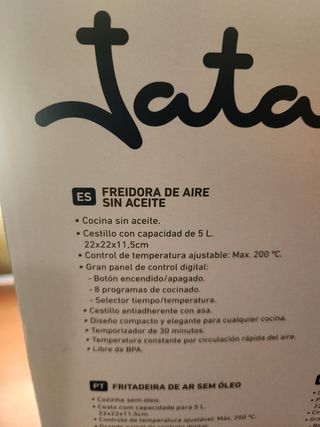 Jata
ES FREIDORA DE AIRE
SIN ACEITE
• Cocina sin aceite.
• Cestillo con capacidad de 5 L.
22x22x11,5cm
• Control de temperatura ajustable: Max. 200 ºC.
• Gran panel de control digital:
– Botón encendido/apagado.
– 8 programas de cocinado.
– Selector tiempo/temperatura.
• Cestillo antiadherente con asa.
• Diseño compacto y elegante para cualquier cocina.
• Temporizador de 30 minutos.
• Temperatura constante por circulación rápida del aire.
• Libre de BPA.
PT FRITADEIRA DE AR SEM ÓLEO
• Cozinhe sem óleo.
• Cesto com capacidade para 5 L.
22x22x11,5cm
• Controlo de temperatura ajustável: Máx. 200 ºC.